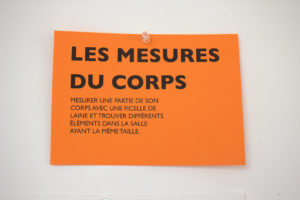 LES MESURES
DU CORPS
MESURER UNE PARTIE DE SON
CORPS AVEC UNE FICELLE DE
LAINE ET TROUVER DIFFÉRENTS
ÉLÉMENTS DANS LA SALLE
AYANT LA MÊME TAILLE.